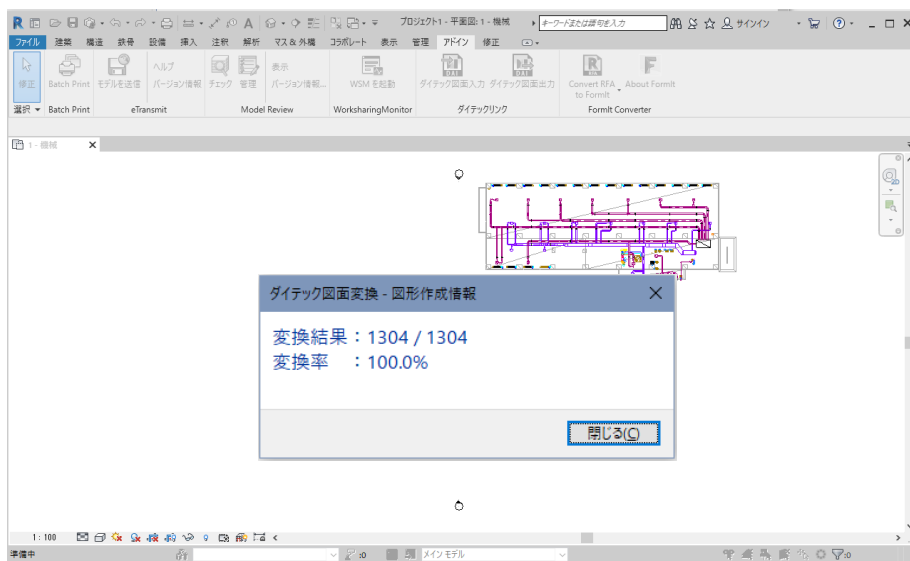 R A プロジェクト1 - 平面図: 1 - 機械 キーワードまたは語句を入力 サインイン
ファイル 建築 構造 鉄骨 設備 挿入 注釈 解析 マス & 外構 コラボレート 表示 管理 アドイン 修正
修正 Batch Print モデルを送信 ヘルプ バージョン情報 チェック 管理 表示 バージョン情報... WSM を起動 ダイテック図面入力 ダイテック図面出力 Convert RFA to FormIt About FormIt
選択 Batch Print eTransmit Model Review WorksharingMonitor ダイテックリンク FormIt Converter
1 - 機械
ダイテック図面変換 - 図形作成情報
変換結果：1304 / 1304
変換率　：100.0%
閉じる(C)
1 : 100
準備中 :0 メイン モデル :0